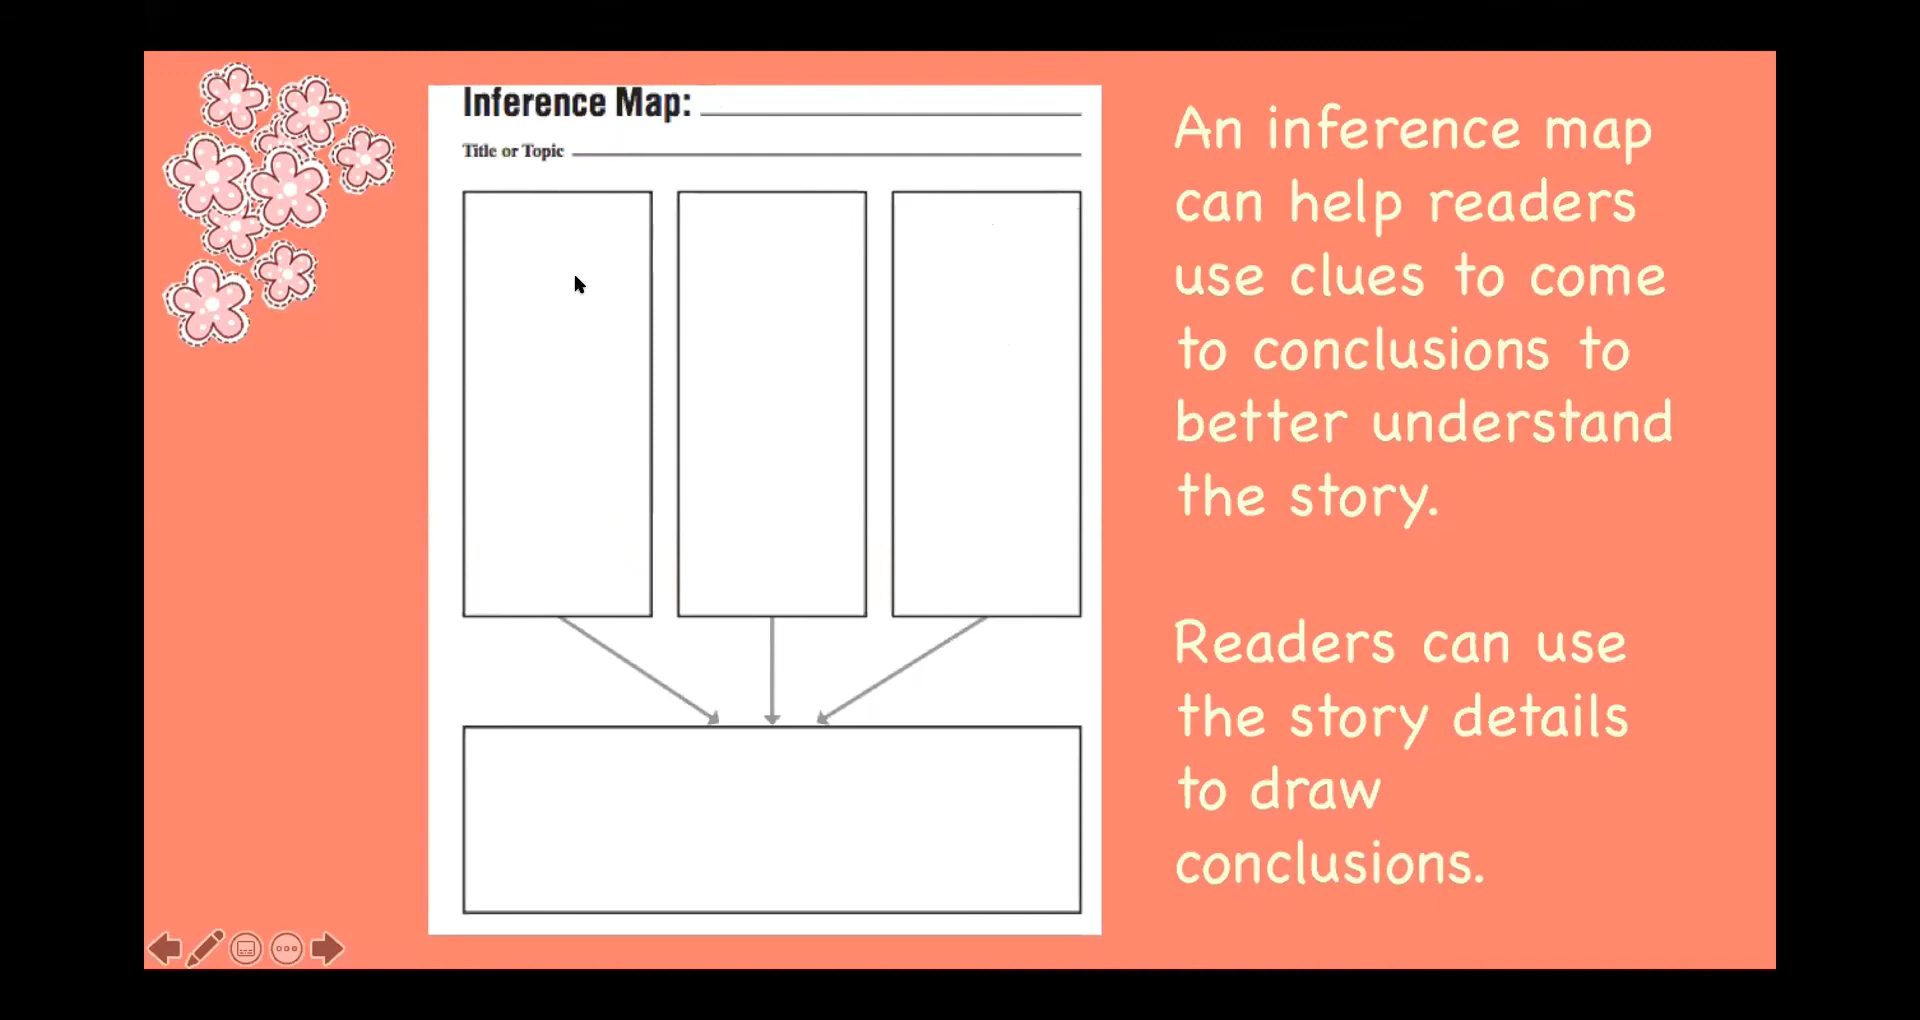 Inference Map:
Title or Topic
An inference map
can help readers
use clues to come
to conclusions to
better understand
the story.
Readers can use
the story details
to draw
conclusions.